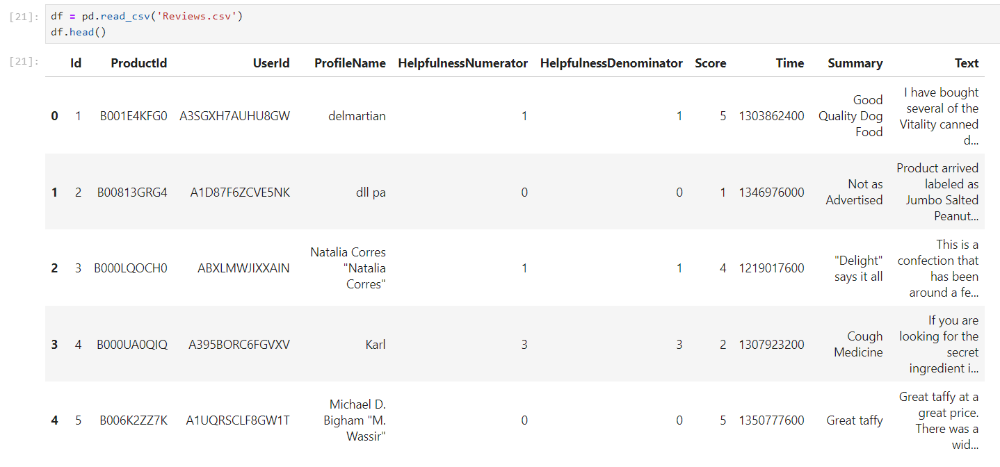 [21]: df = pd.read_csv('Reviews.csv')
df.head()
[21]: Id ProductId UserId ProfileName HelpfulnessNumerator HelpfulnessDenominator Score Time Summary Text
0 1 B001E4KFG0 A3SGXH7AUHU8GW delmartian 1 1 5 1303862400 Good Quality Dog Food I have bought several of the Vitality canned d...
1 2 B00813GRG4 A1D87F6ZCVE5NK dll pa 0 0 1 1346976000 Not as Advertised Product arrived labeled as Jumbo Salted Peanut...
2 3 B000LQOCH0 ABXLMWJIXXAIN Natalia Corres "Natalia Corres" 1 1 4 1219017600 "Delight" says it all This is a confection that has been around a fe...
3 4 B000UA0QIQ A395BORC6FGVXV Karl 3 3 2 1307923200 Cough Medicine If you are looking for the secret ingredient i...
4 5 B006K2ZZ7K A1UQRSCLF8GW1T Michael D. Bigham "M. Wassir" 0 0 5 1350777600 Great taffy Great taffy at a great price. There was a wid...